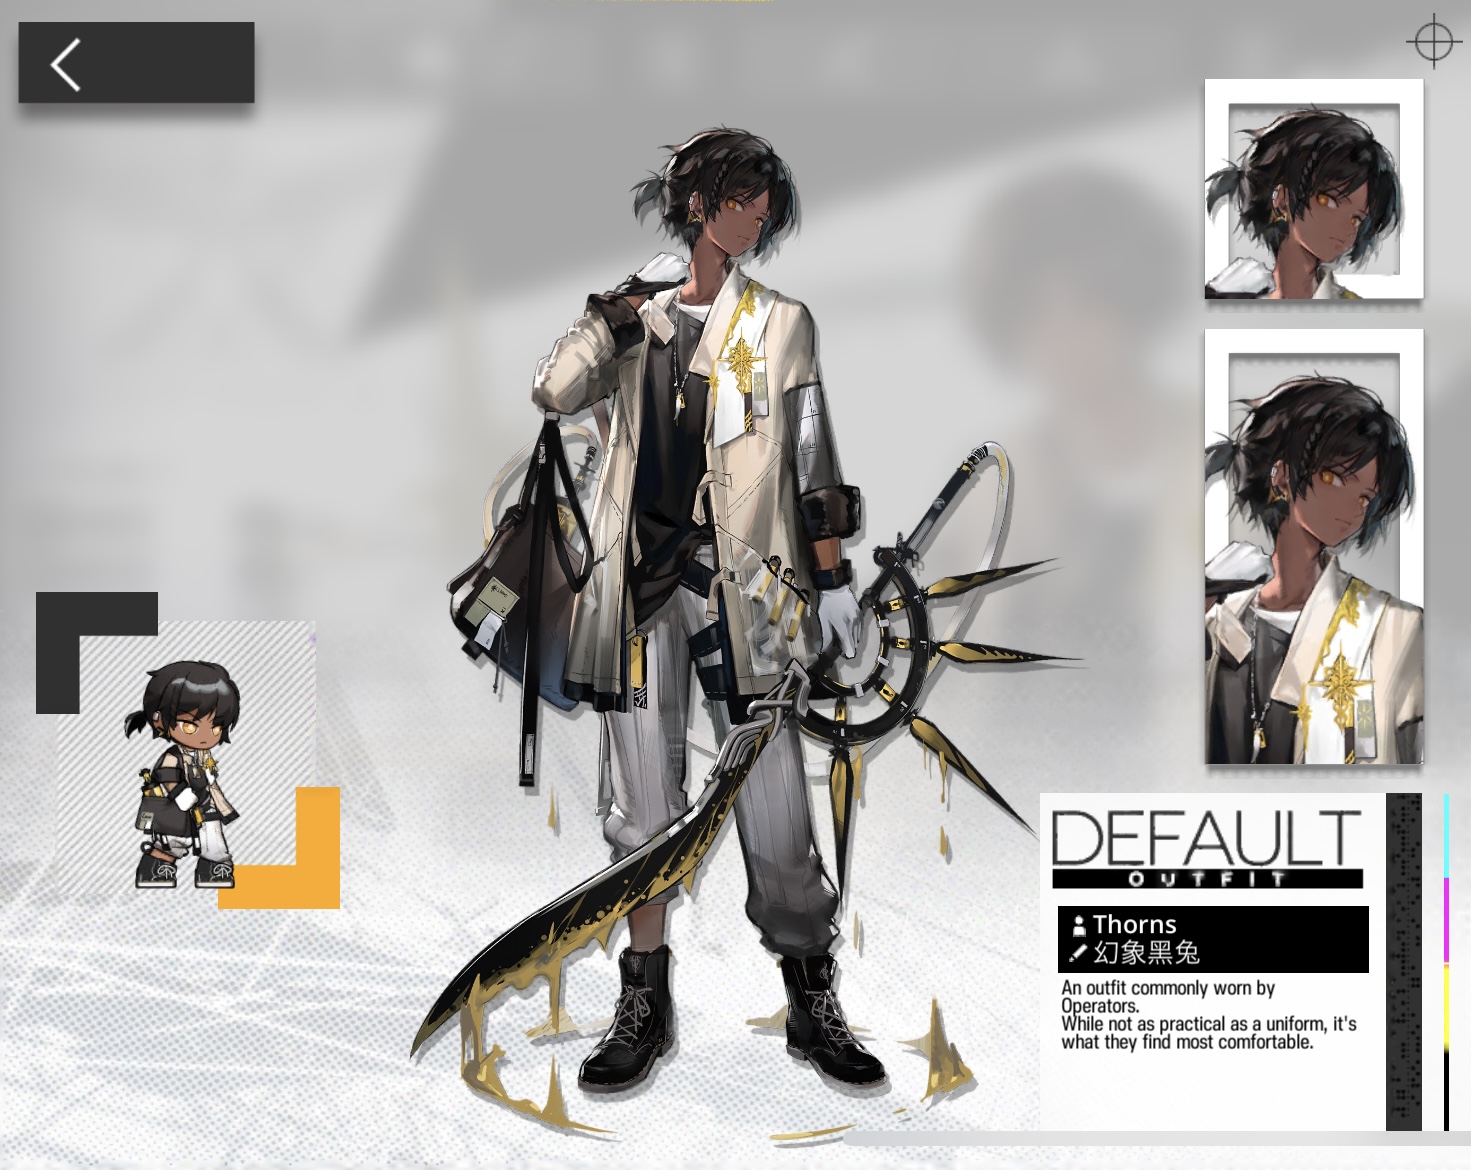 DEFAULT
OUTFIT
Thorns
幻象黑兔
An outfit commonly worn by
Operators.
While not as practical as a uniform, it's
what they find most comfortable.